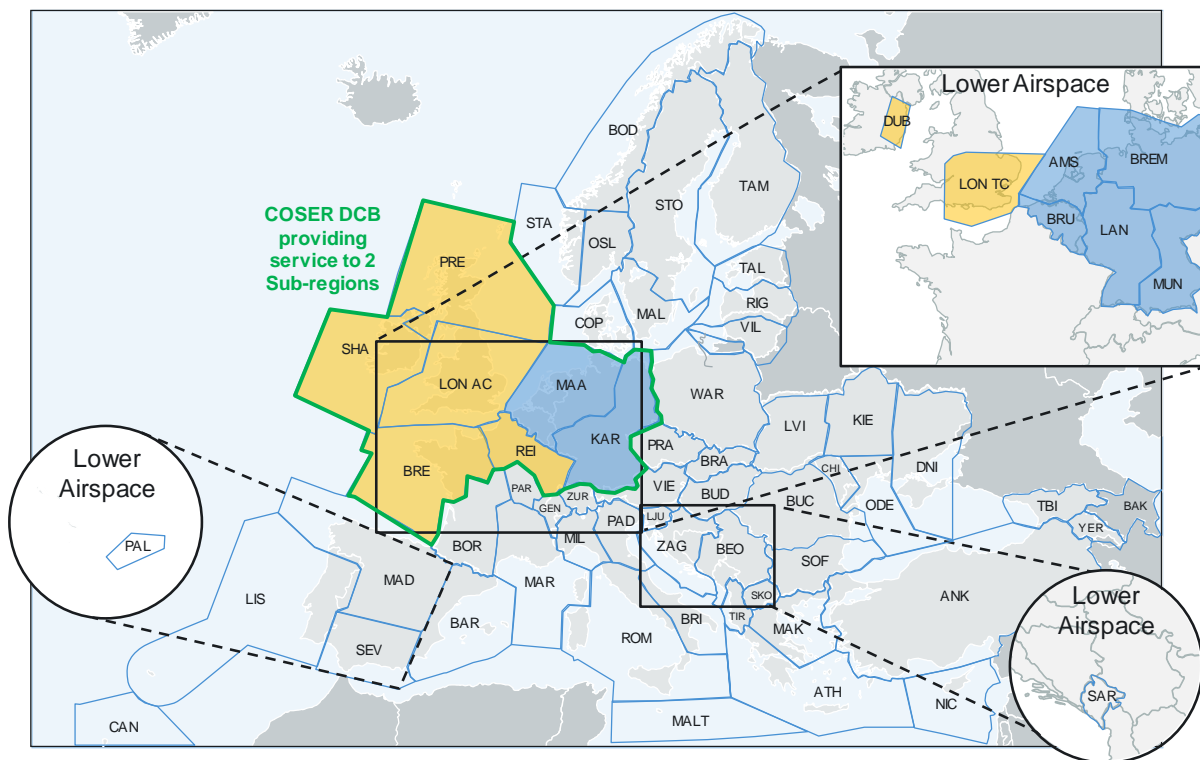 Lower Airspace
DUB
AMS
BREM
LON TC
BRU
LAN
MUN
BOD
TAM
STO
STA
OSL
COSER DCB
providing
service to 2
Sub-regions
PRE
TAL
RIG
MAL
COP
VIL
SHA
LON AC
MAA
WAR
KAR
PRA
LVI
KIE
REI
BRE
BRA
DNI
CHI
VIE
BUD
BUC
ODE
PAR
ZUR
GEN
PAD
LJU
TBI
BAK
YER
Lower
Airspace
PAL
BOR
MIL
ZAG
BEO
SOF
MAD
MAR
LIS
BAR
SEV
ROM
BRI
SKO
TIR
MAK
ANK
ATH
NIC
CAN
MALT
Lower
Airspace
SAR